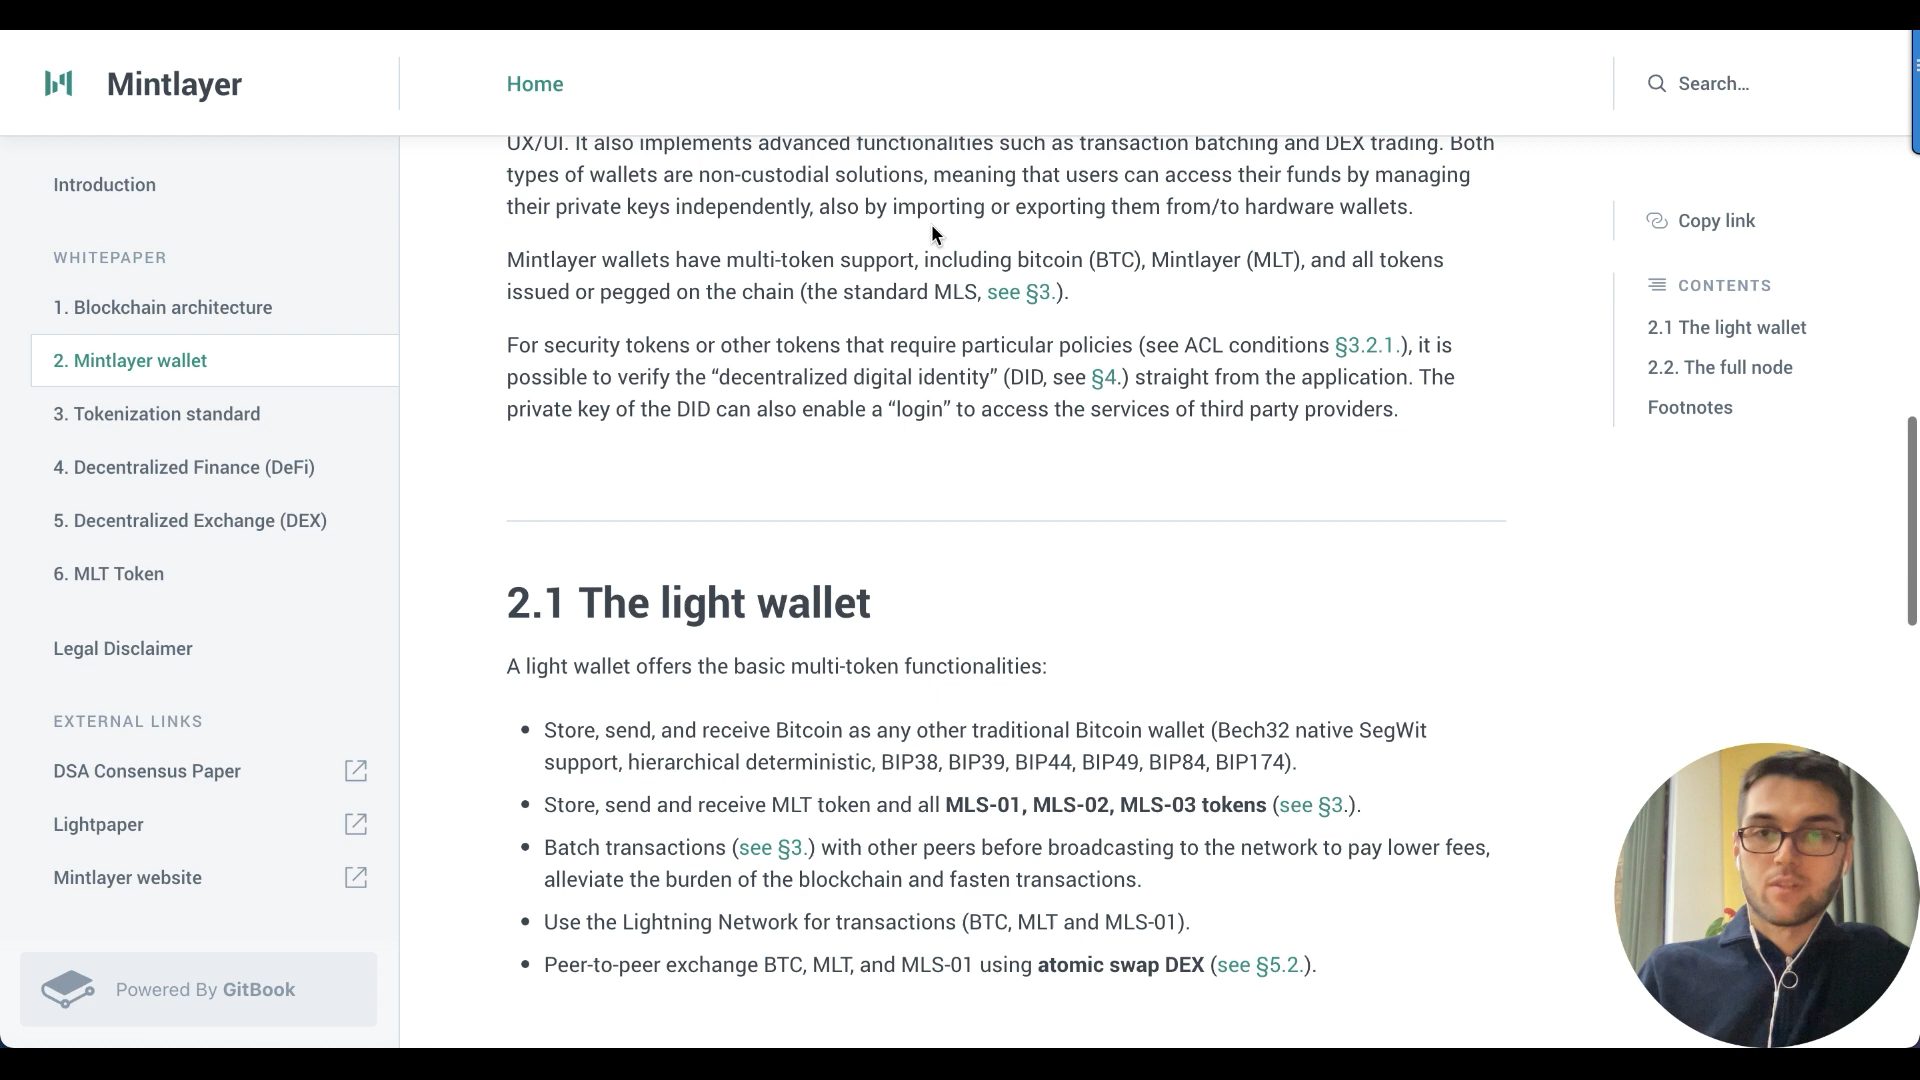 Mintlayer
Home
Search...
Introduction
WHITEPAPER
1. Blockchain architecture
2. Mintlayer wallet
3. Tokenization standard
4. Decentralized Finance (DeFi)
5. Decentralized Exchange (DEX)
6. MLT Token
Legal Disclaimer
EXTERNAL LINKS
DSA Consensus Paper
Lightpaper
Mintlayer website
Powered By GitBook
UX/UI. It also implements advanced functionalities such as transaction batching and DEX trading. Both
types of wallets are non-custodial solutions, meaning that users can access their funds by managing
their private keys independently, also by importing or exporting them from/to hardware wallets.
Mintlayer wallets have multi-token support, including bitcoin (BTC), Mintlayer (MLT), and all tokens
issued or pegged on the chain (the standard MLS, see §3.).
For security tokens or other tokens that require particular policies (see ACL conditions §3.2.1.), it is
possible to verify the “decentralized digital identity” (DID, see §4.) straight from the application. The
private key of the DID can also enable a “login” to access the services of third party providers.
2.1 The light wallet
A light wallet offers the basic multi-token functionalities:
• Store, send, and receive Bitcoin as any other traditional Bitcoin wallet (Bech32 native SegWit
support, hierarchical deterministic, BIP38, BIP39, BIP44, BIP49, BIP84, BIP174).
• Store, send and receive MLT token and all MLS-01, MLS-02, MLS-03 tokens (see §3.).
• Batch transactions (see §3.) with other peers before broadcasting to the network to pay lower fees,
alleviate the burden of the blockchain and fasten transactions.
• Use the Lightning Network for transactions (BTC, MLT and MLS-01).
• Peer-to-peer exchange BTC, MLT, and MLS-01 using atomic swap DEX (see §5.2.).
Copy link
CONTENTS
2.1 The light wallet
2.2. The full node
Footnotes